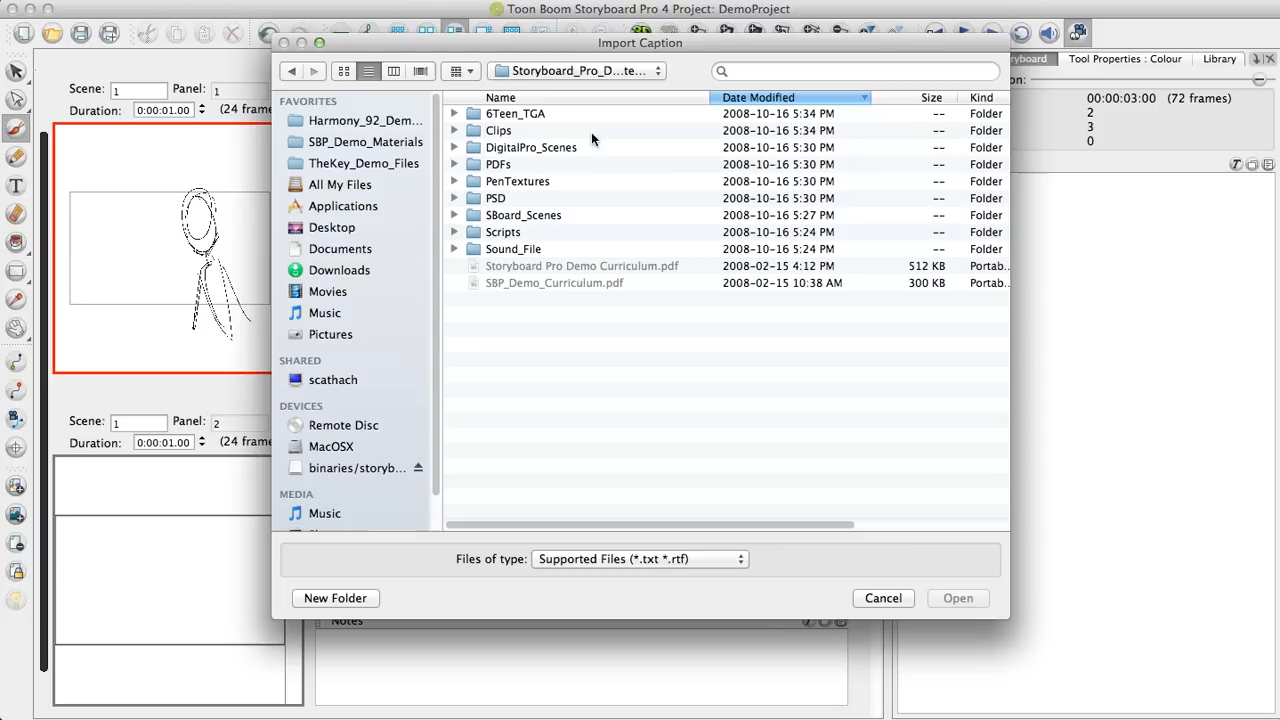 Toon Boom Storyboard Pro 4 Project: DemoProject
Import Caption
Storyboard_Pro_D...te...
yboard
Tool Properties : Colour
Library
Scene: 1 Panel: 1
Duration: 0:00:01.00 (24 frame
on:
00:00:03.00 (72 frames)
2
3
0
FAVORITES
Harmony_92_Dem...
SBP_Demo_Materials
TheKey_Demo_Files
All My Files
Applications
Desktop
Documents
Downloads
Movies
Music
Pictures
SHARED
scathach
DEVICES
Remote Disc
MacOSX
binaries/storyb...
MEDIA
Music
Name Date Modified Size Kind
6Teen_TGA 2008-10-16 5:34 PM -- Folder
Clips 2008-10-16 5:34 PM -- Folder
DigitalPro_Scenes 2008-10-16 5:30 PM -- Folder
PDFs 2008-10-16 5:30 PM -- Folder
PenTextures 2008-10-16 5:30 PM -- Folder
PSD 2008-10-16 5:30 PM -- Folder
SBoard_Scenes 2008-10-16 5:27 PM -- Folder
Scripts 2008-10-16 5:24 PM -- Folder
Sound_File 2008-10-16 5:24 PM -- Folder
Storyboard Pro Demo Curriculum.pdf 2008-02-15 4:12 PM 512 KB Portab..
SBP_Demo_Curriculum.pdf 2008-02-15 10:38 AM 300 KB Portab..
Scene: 1 Panel: 2
Duration: 0:00:01.00 (24 frame
Files of type: Supported Files (*.txt *.rtf)
New Folder
Cancel
Open
Notes